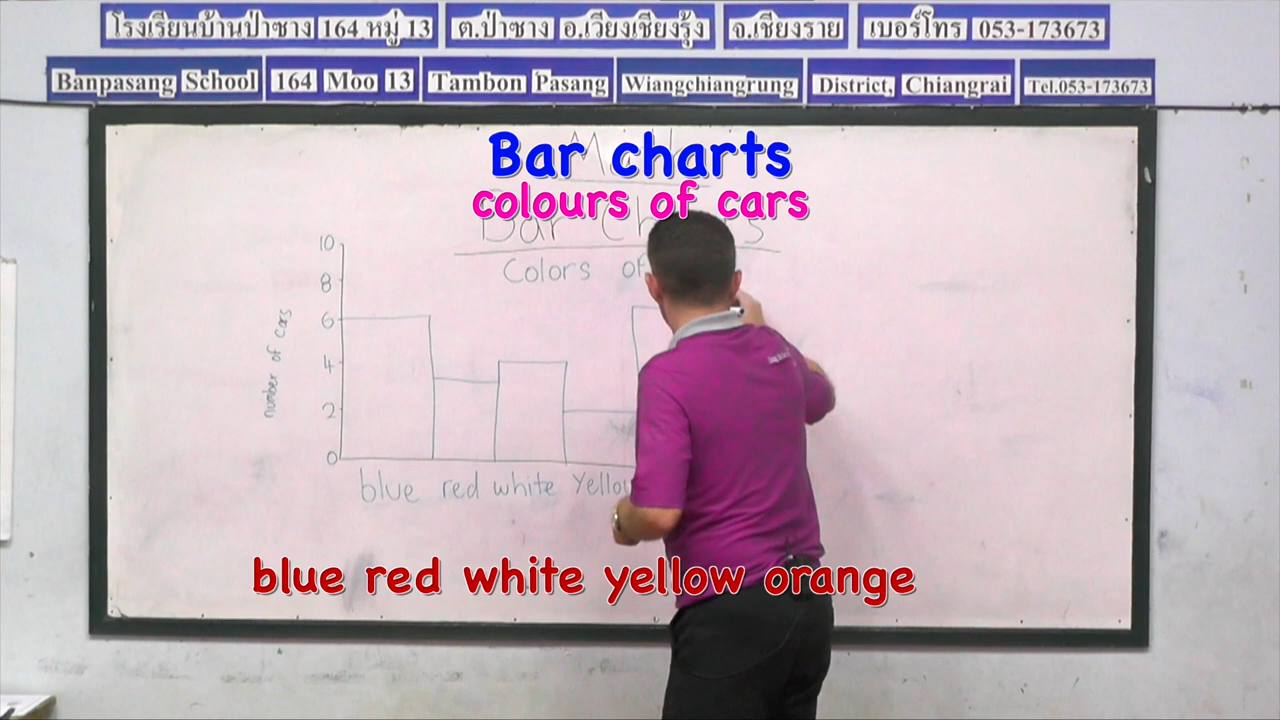 โรงเรียนบ้านป่าซาง 164 หมู่ 13 ต.ป่าซาง อ.เวียงเชียงรุ้ง จ.เชียงราย เบอร์โทร 053-173673
Banpasang School 164 Moo 13 Tambon Pasang Wiangchiangrung District, Chiangrai Tel.053-173673
Bar charts
colours of cars
Bar
Colors of
10
8
6
4
2
0
number of cars
blue red white
blue red white yellow orange